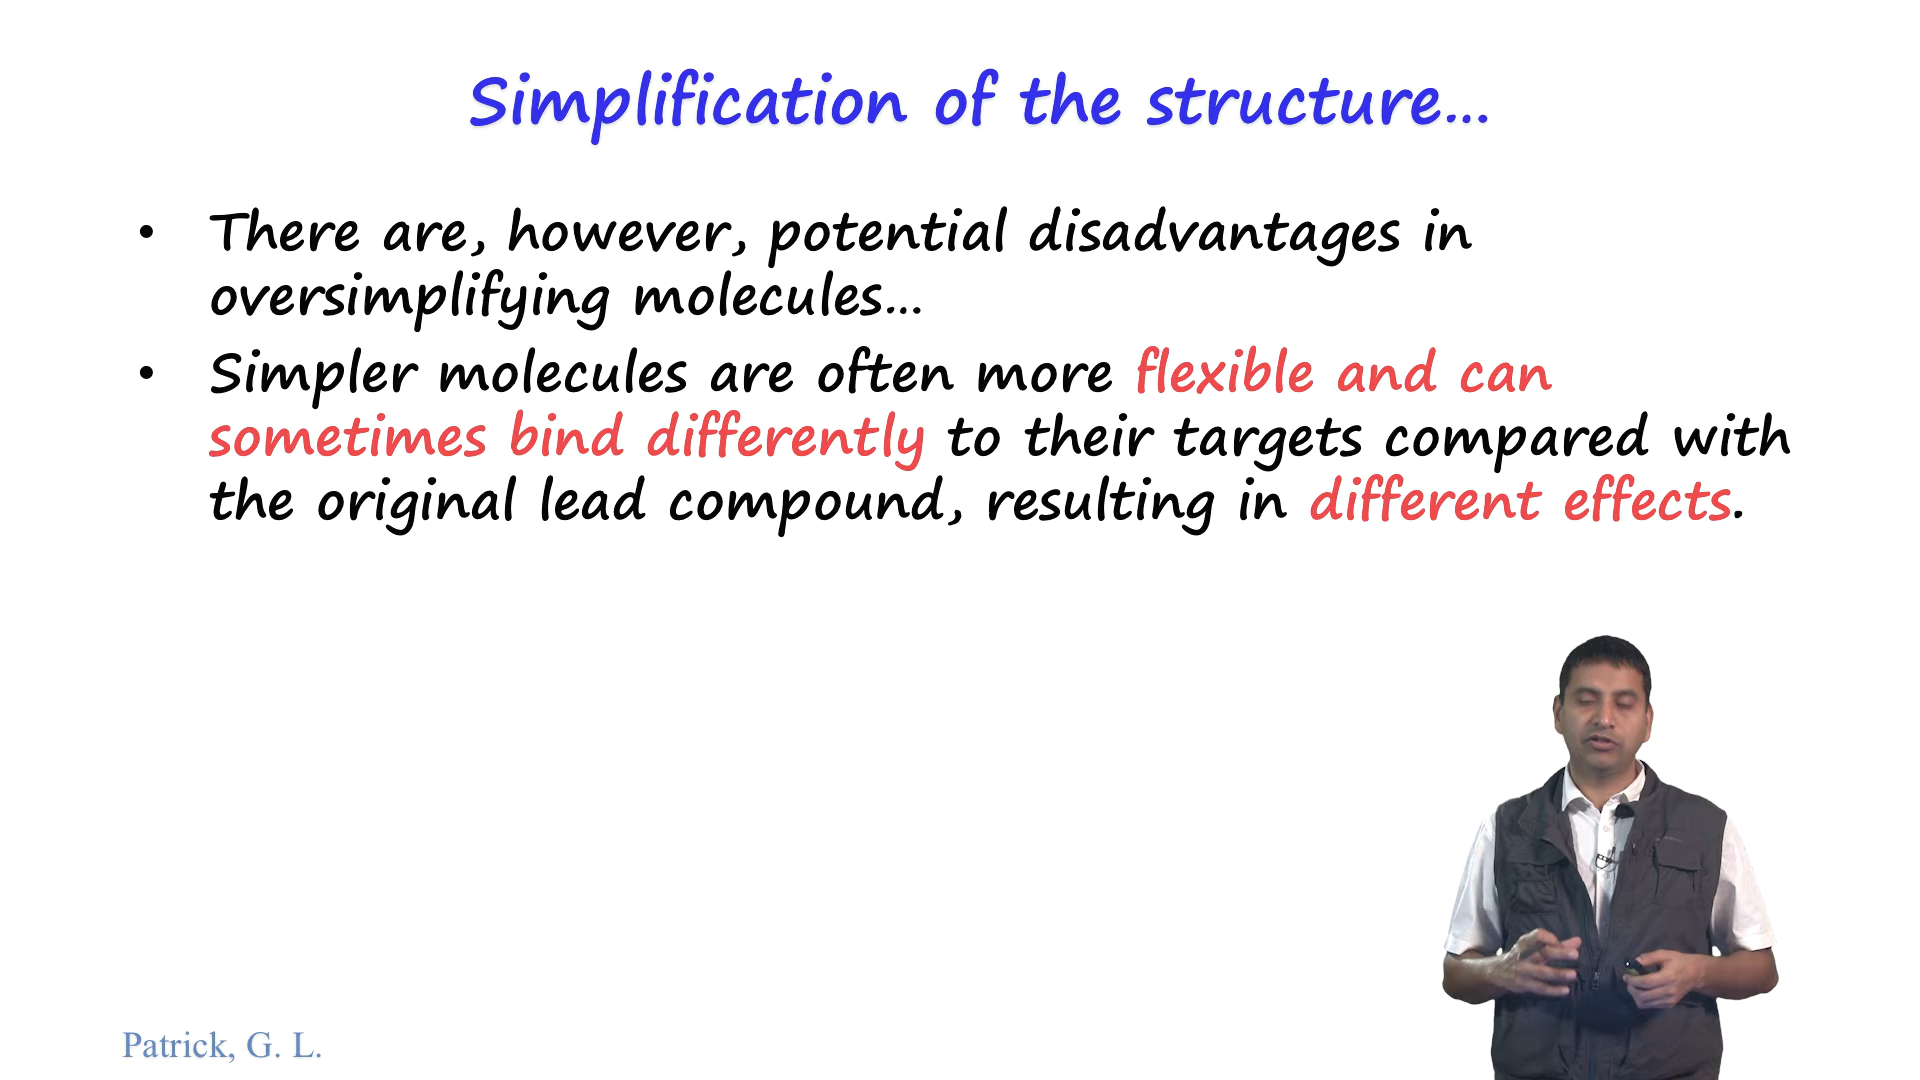 Simplification of the structure...
• There are, however, potential disadvantages in
oversimplifying molecules...
• Simpler molecules are often more flexible and can
sometimes bind differently to their targets compared with
the original lead compound, resulting in different effects.
Patrick, G. L.